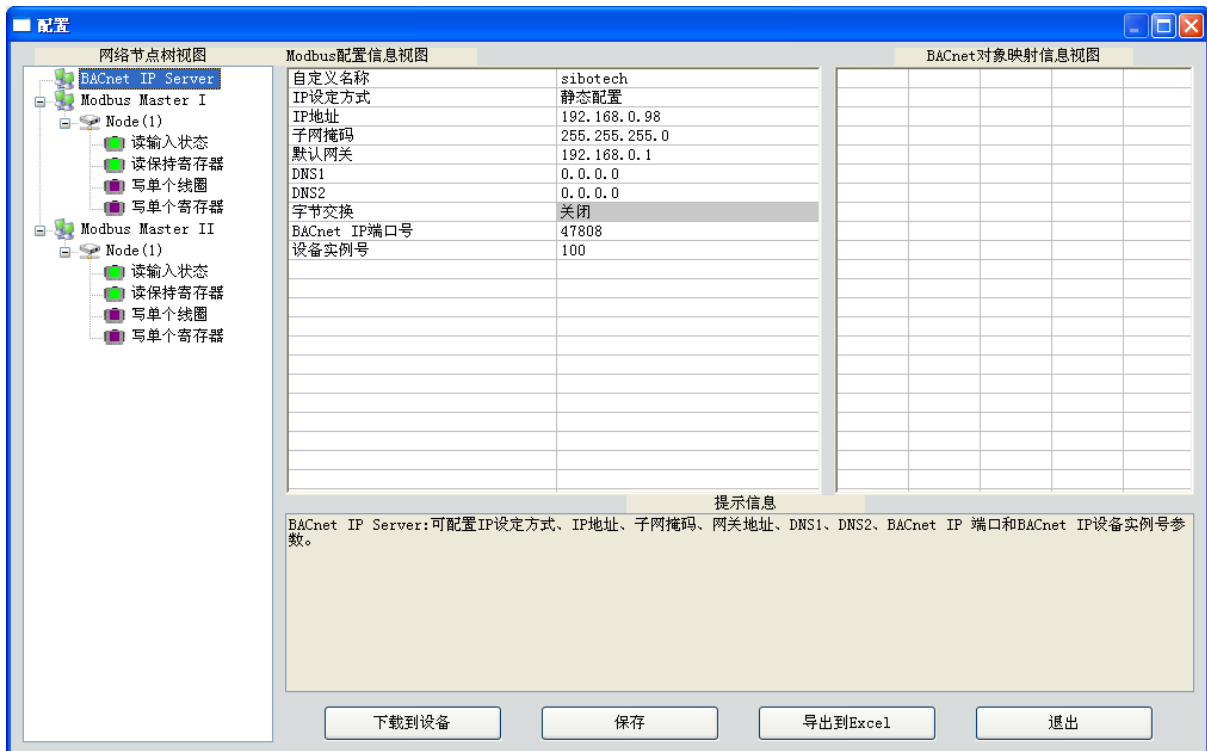 配置
网络节点树视图
BACnet IP Server
Modbus Master I
Node(1)
读输入状态
读保持寄存器
写单个线圈
写单个寄存器
Modbus Master II
Node(1)
读输入状态
读保持寄存器
写单个线圈
写单个寄存器
Modbus配置信息视图
自定义名称 sibotech
IP设定方式 静态配置
IP地址 192.168.0.98
子网掩码 255.255.255.0
默认网关 192.168.0.1
DNS1 0.0.0.0
DNS2 0.0.0.0
字节交换 关闭
BACnet IP端口号 47808
设备实例号 100
BACnet对象映射信息视图
提示信息
BACnet IP Server:可配置IP设定方式、IP地址、子网掩码、网关地址、DNS1、DNS2、BACnet IP 端口和BACnet IP设备实例号参
数。
下载到设备 保存 导出到Excel 退出